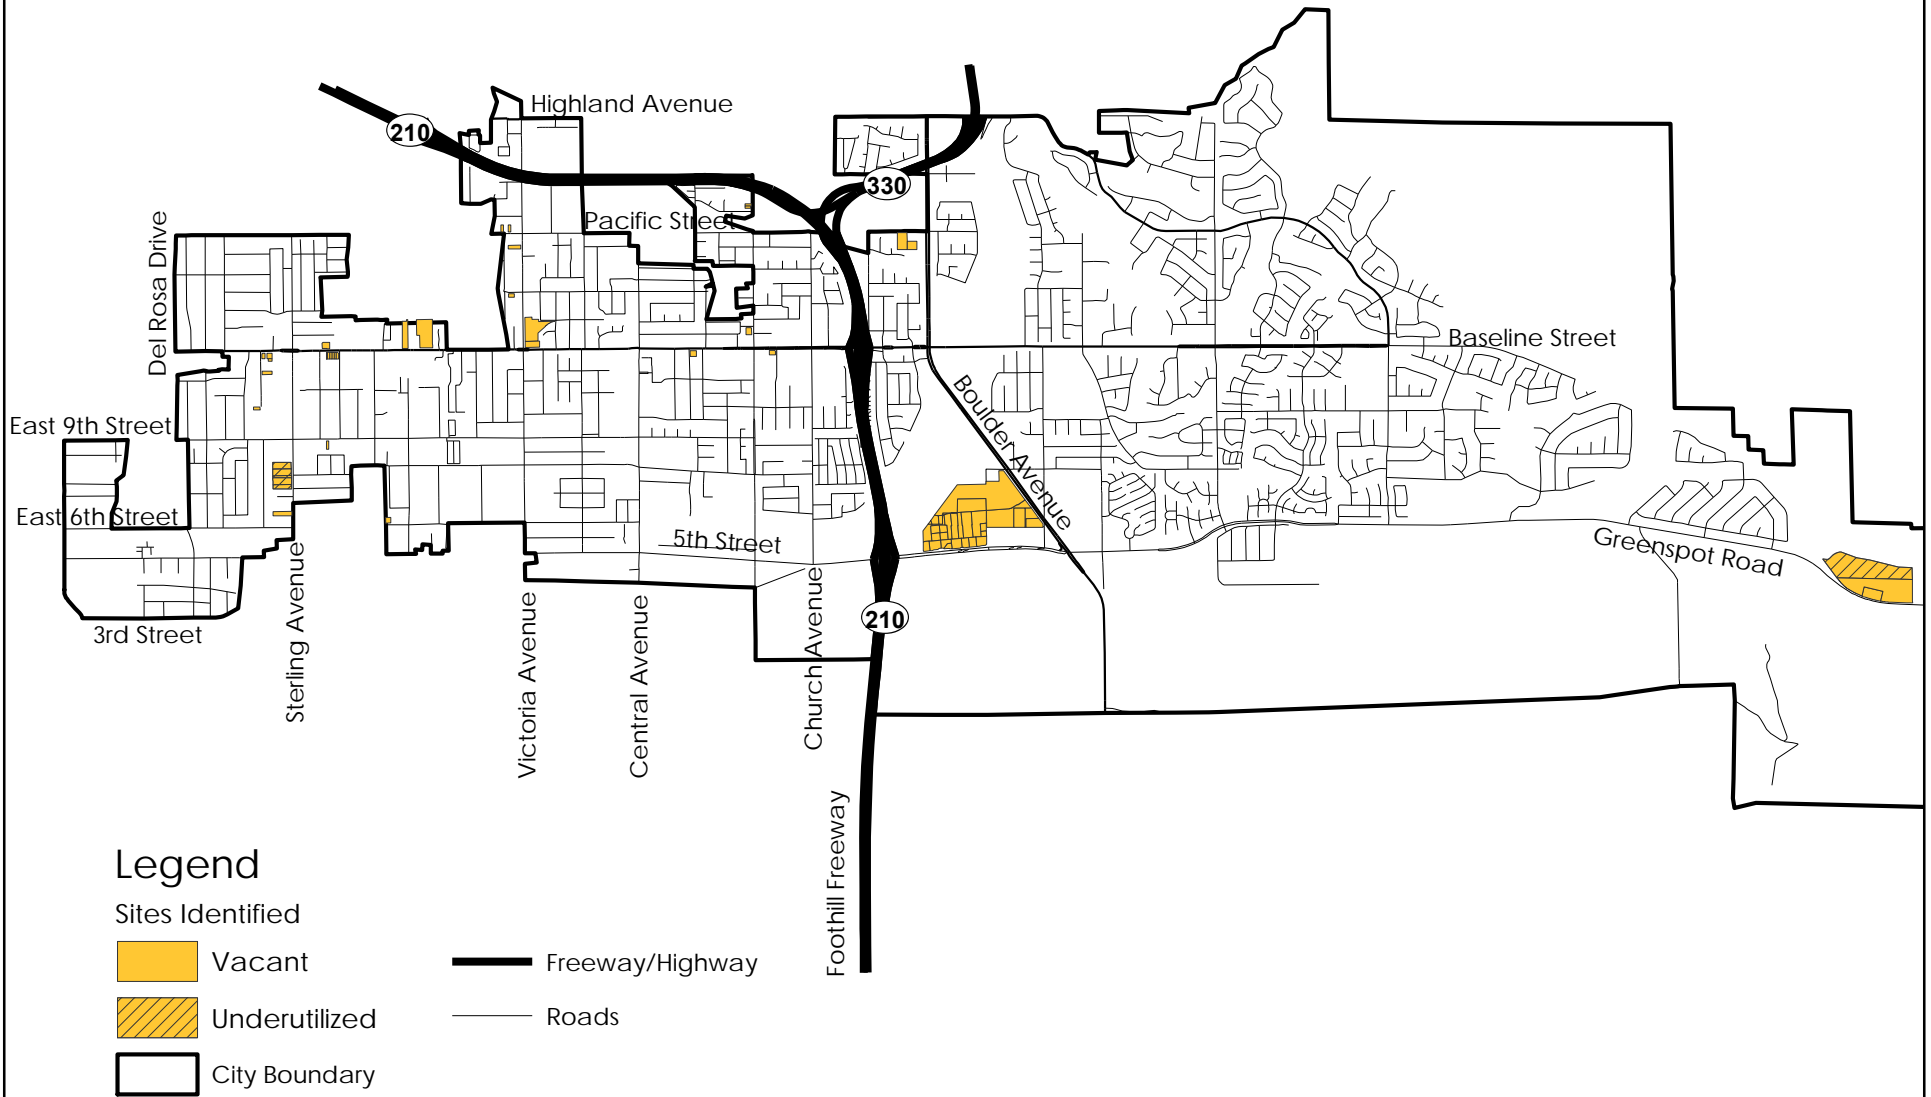 Highland Avenue
210
330
Pacific Street
Del Rosa Drive
Baseline Street
Boulder Avenue
East 9th Street
East 6th Street
5th Street
Greenspot Road
3rd Street
Sterling Avenue
Victoria Avenue
Central Avenue
Church Avenue
210
Foothill Freeway
Legend
Sites Identified
Vacant
Freeway/Highway
Underutilized
Roads
City Boundary